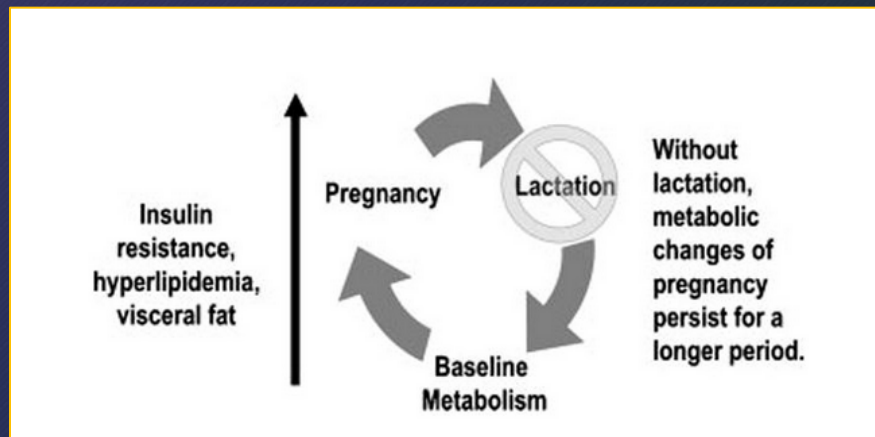 Insulin
resistance,
hyperlipidemia,
visceral fat
Pregnancy
Lactation
Baseline
Metabolism
Without
lactation,
metabolic
changes of
pregnancy
persist for a
longer period.